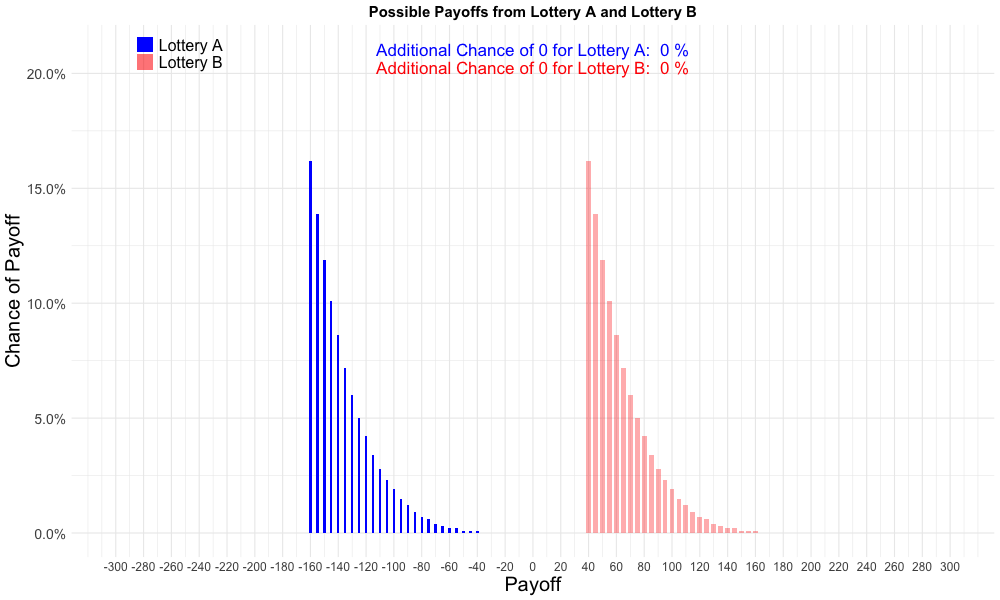 Possible Payoffs from Lottery A and Lottery B
Lottery A
Lottery B
Additional Chance of 0 for Lottery A:  0 %
Additional Chance of 0 for Lottery B:  0 %
Chance of Payoff
20.0%
15.0%
10.0%
5.0%
0.0%
-300 -280 -260 -240 -220 -200 -180 -160 -140 -120 -100 -80 -60 -40 -20 0 20 40 60 80 100 120 140 160 180 200 220 240 260 280 300
Payoff